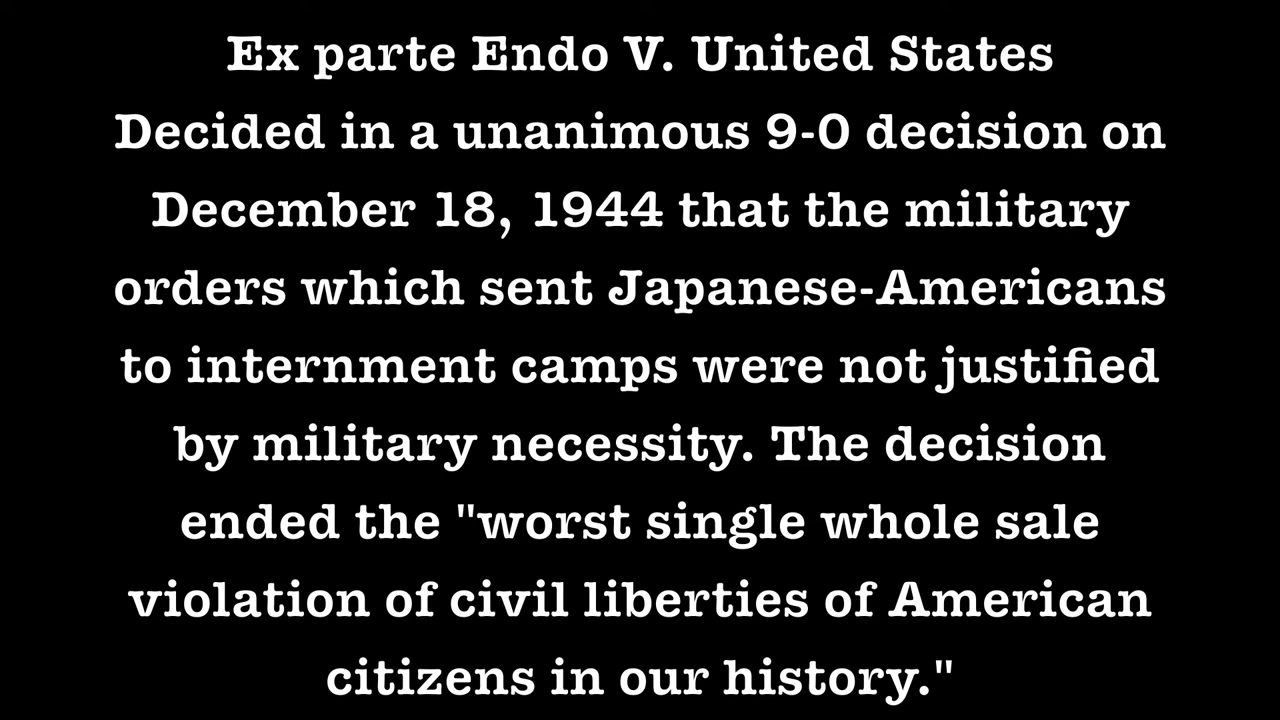 Ex parte Endo V. United States
Decided in a unanimous 9-0 decision on
December 18, 1944 that the military
orders which sent Japanese-Americans
to internment camps were not justified
by military necessity. The decision
ended the "worst single whole sale
violation of civil liberties of American
citizens in our history."